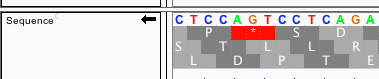 Sequence
C T C C A G T C C T C A G A
P * S D
S T L L R
L D P T E